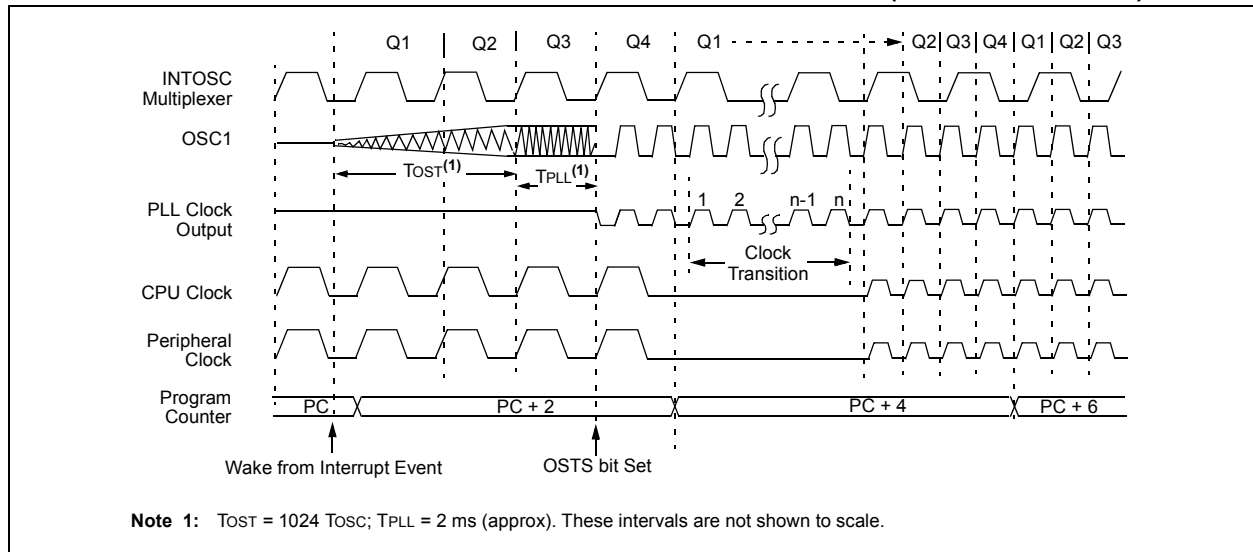 Q1 Q2 Q3 Q4 Q1 Q2 Q3 Q4 Q1 Q2 Q3
INTOSC
Multiplexer
OSC1
TOST(1)
TPLL(1)
PLL Clock
Output
1 2 n-1 n
Clock
Transition
CPU Clock
Peripheral
Clock
Program
Counter
PC PC + 2 PC + 4 PC + 6
Wake from Interrupt Event
OSTS bit Set
Note 1: TOST = 1024 TOSC; TPLL = 2 ms (approx). These intervals are not shown to scale.